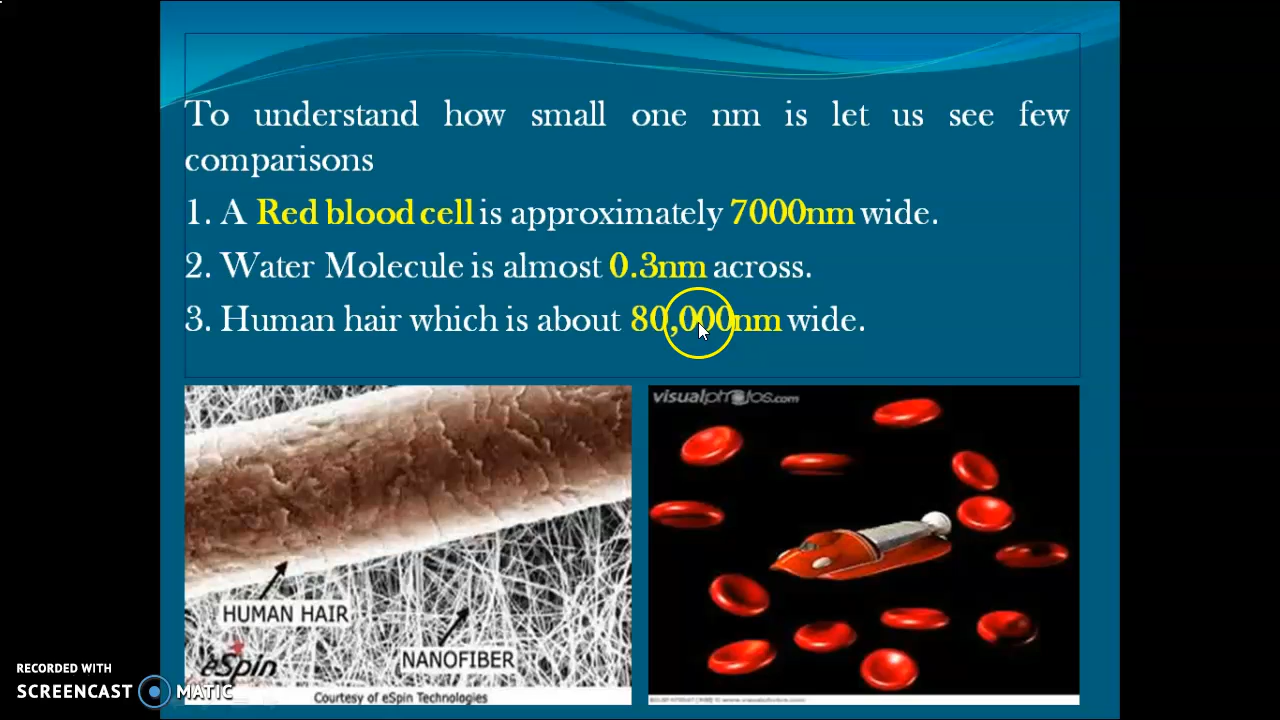 To understand how small one nm is let us see few
comparisons
1. A Red blood cell is approximately 7000nm wide.
2. Water Molecule is almost 0.3nm across.
3. Human hair which is about 80,000nm wide.
visualphotos.com
HUMAN HAIR
NANOFIBER
eSpin
Courtesy of eSpin Technologies
RECORDED WITH
SCREENCAST MATIC